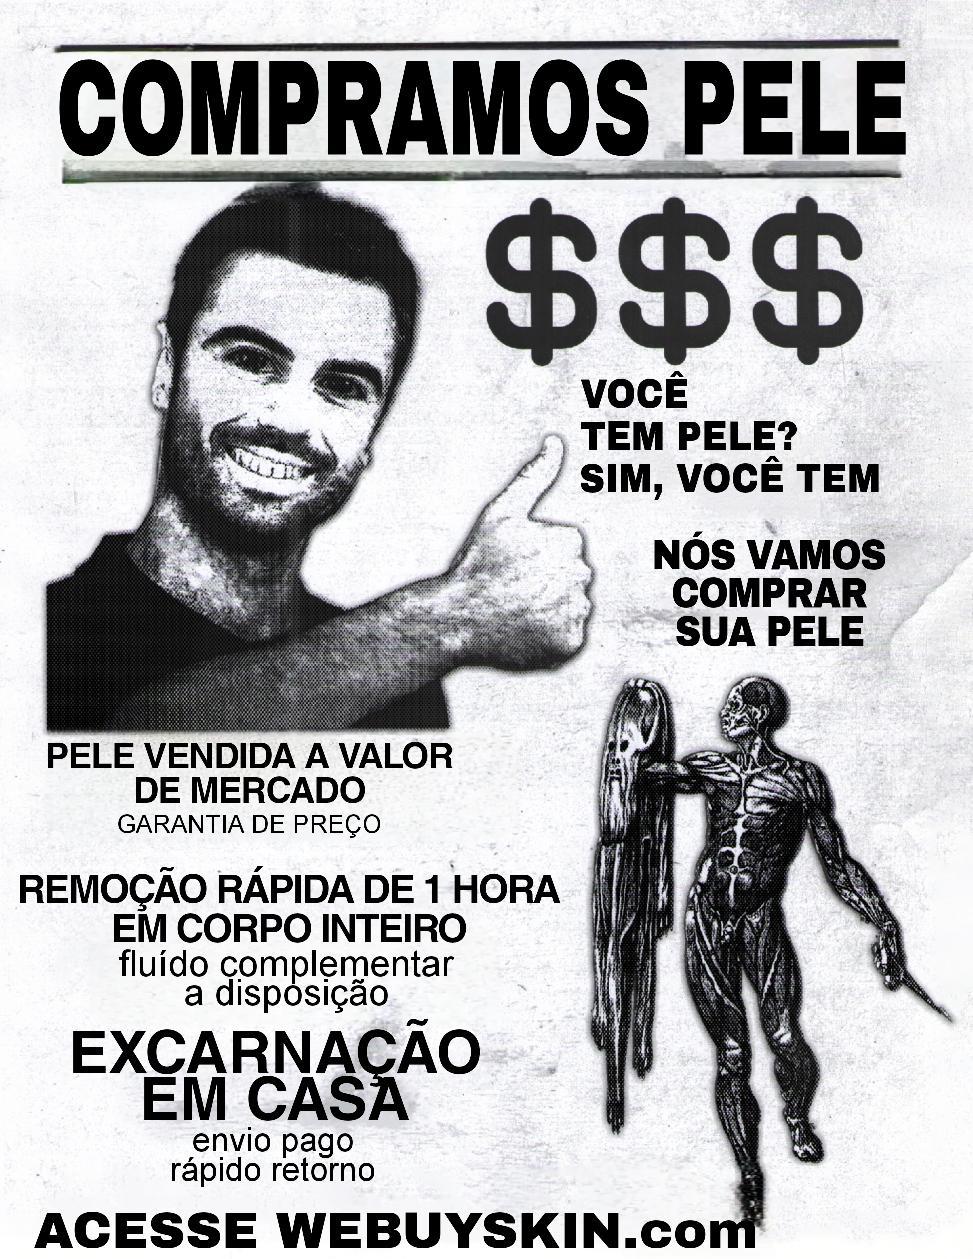 COMPRAMOS PELE
$$$
VOCÊ
TEM PELE?
SIM, VOCÊ TEM
NÓS VAMOS
COMPRAR
SUA PELE
PELE VENDIDA A VALOR
DE MERCADO
GARANTIA DE PREÇO
REMOÇÃO RÁPIDA DE 1 HORA
EM CORPO INTEIRO
fluído complementar
a disposição
EXCARNAÇÃO
EM CASA
envio pago
rápido retorno
ACESSE WEBUYSKIN.com